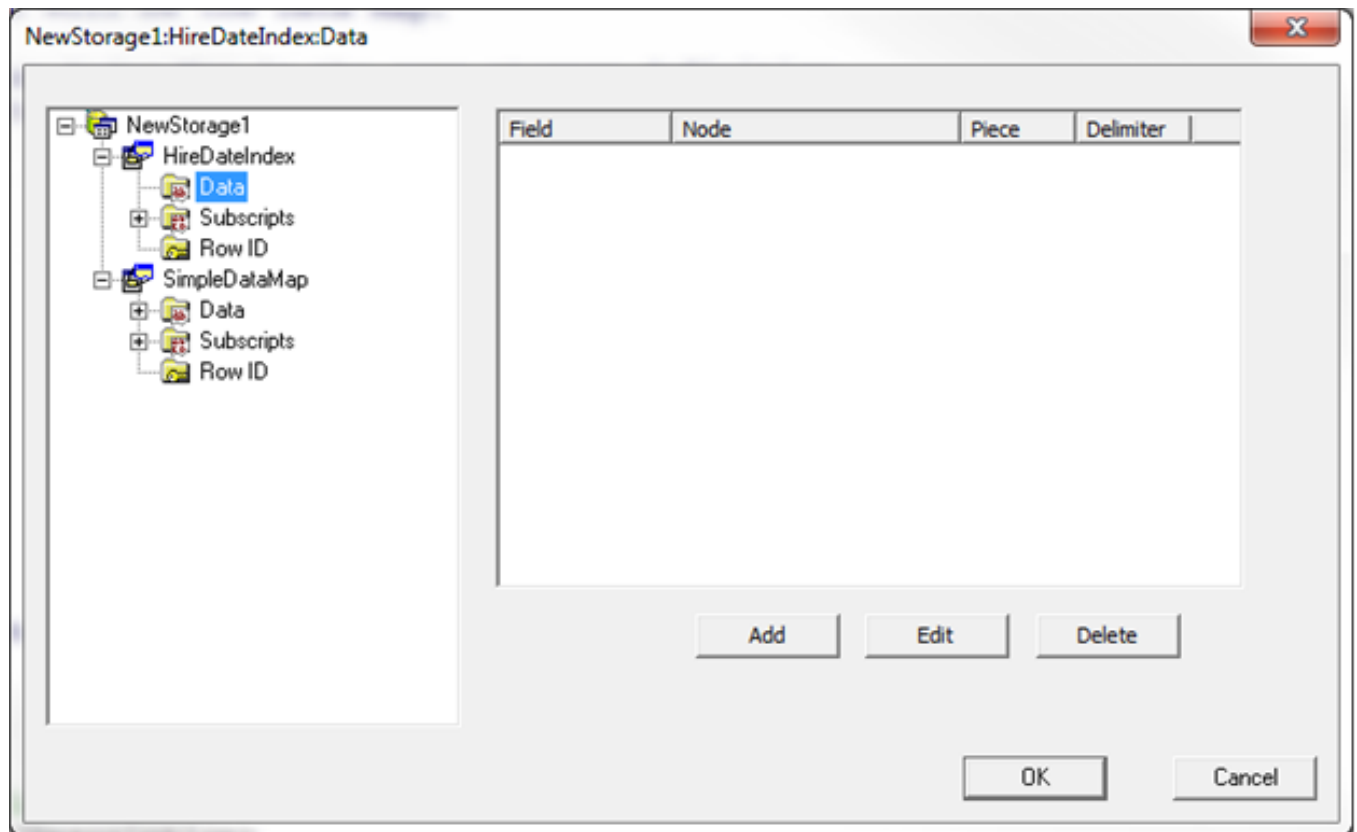 NewStorage1:HireDateIndex:Data
NewStorage1
HireDateIndex
Data
Subscripts
Row ID
SimpleDataMap
Data
Subscripts
Row ID
Field Node Piece Delimiter
Add Edit Delete
OK Cancel